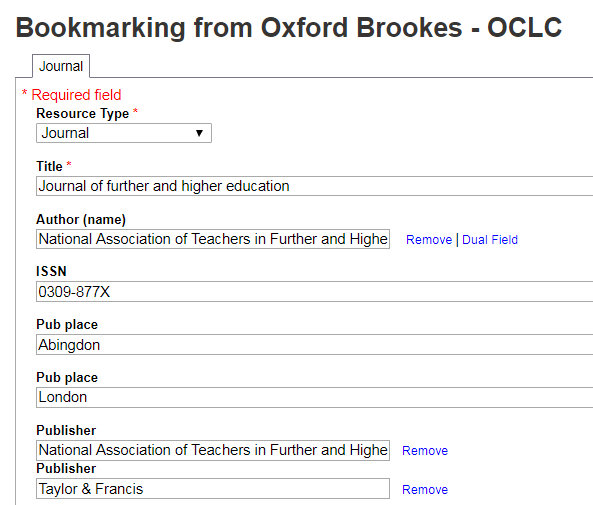 Bookmarking from Oxford Brookes - OCLC
Journal
* Required field
Resource Type *
Journal
Title *
Journal of further and higher education
Author (name)
National Association of Teachers in Further and Highe Remove | Dual Field
ISSN
0309-877X
Pub place
Abingdon
Pub place
London
Publisher
National Association of Teachers in Further and Highe Remove
Publisher
Taylor & Francis Remove